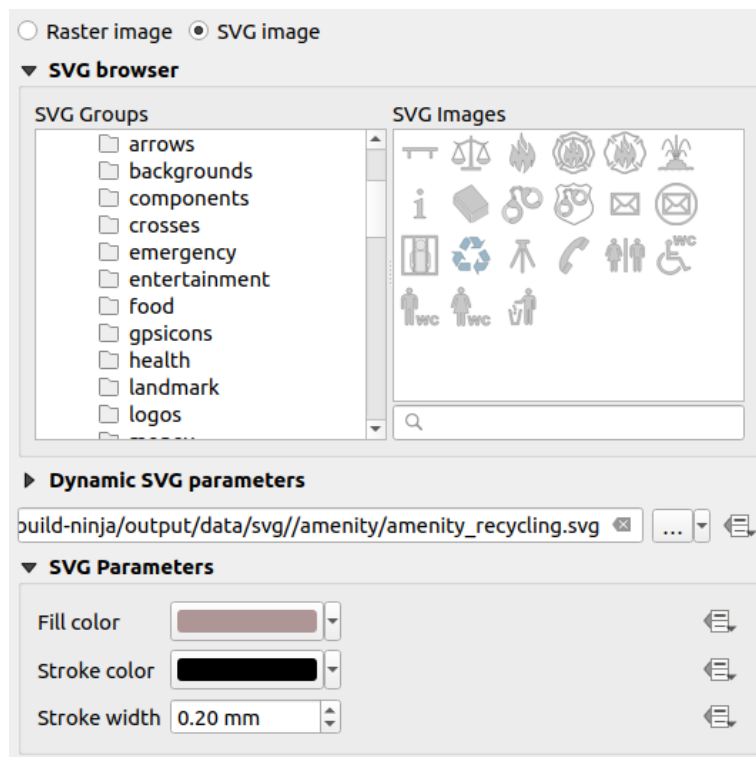 Raster image SVG image
SVG browser
SVG Groups
SVG Images
arrows
backgrounds
components
crosses
emergency
entertainment
food
gpsicons
health
landmark
logos
wc
wc
wc
Dynamic SVG parameters
build-ninja/output/data/svg//amenity/amenity_recycling.svg
...
SVG Parameters
Fill color
Stroke color
Stroke width 0.20 mm